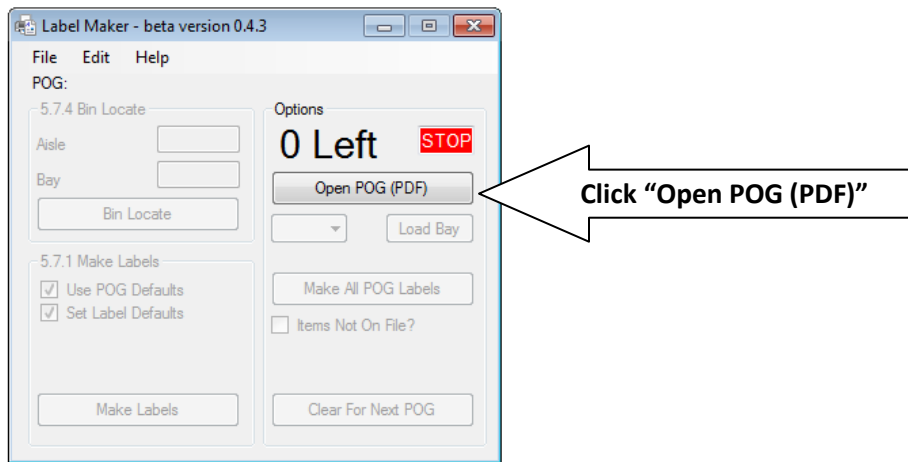 Label Maker - beta version 0.4.3
File Edit Help
POG:
5.7.4 Bin Locate
Aisle
Bay
Bin Locate
5.7.1 Make Labels
Use POG Defaults
Set Label Defaults
Make Labels
Options
0 Left STOP
Open POG (PDF)
Load Bay
Make All POG Labels
Items Not On File?
Clear For Next POG
Click “Open POG (PDF)”